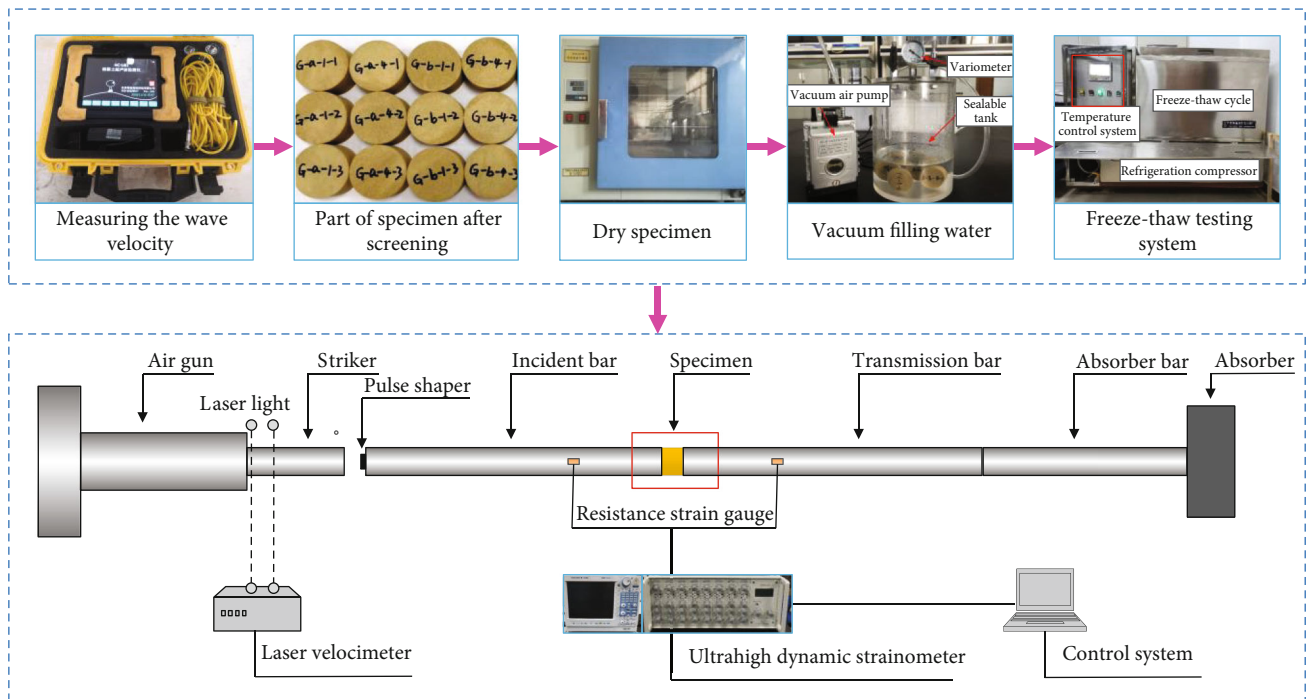 G-a-1-1
G-a-4-1
G-b-1-1
G-b-4-1
G-a-1-2
G-a-4-2
G-b-1-2
G-b-4-2
G-a-1-3
G-a-4-3
G-b-1-3
G-b-4-3
Variometer
Vacuum air pump
Sealable
tank
Temperature
control system
Freeze-thaw cycle
Refrigeration compressor
Measuring the wave
velocity
Part of specimen after
screening
Dry specimen
Vacuum filling water
Freeze-thaw testing
system
Air gun
Striker
Incident bar
Specimen
Transmission bar
Absorber bar
Absorber
Pulse shaper
Laser light
Resistance strain gauge
Laser velocimeter
Ultrahigh dynamic strainometer
Control system